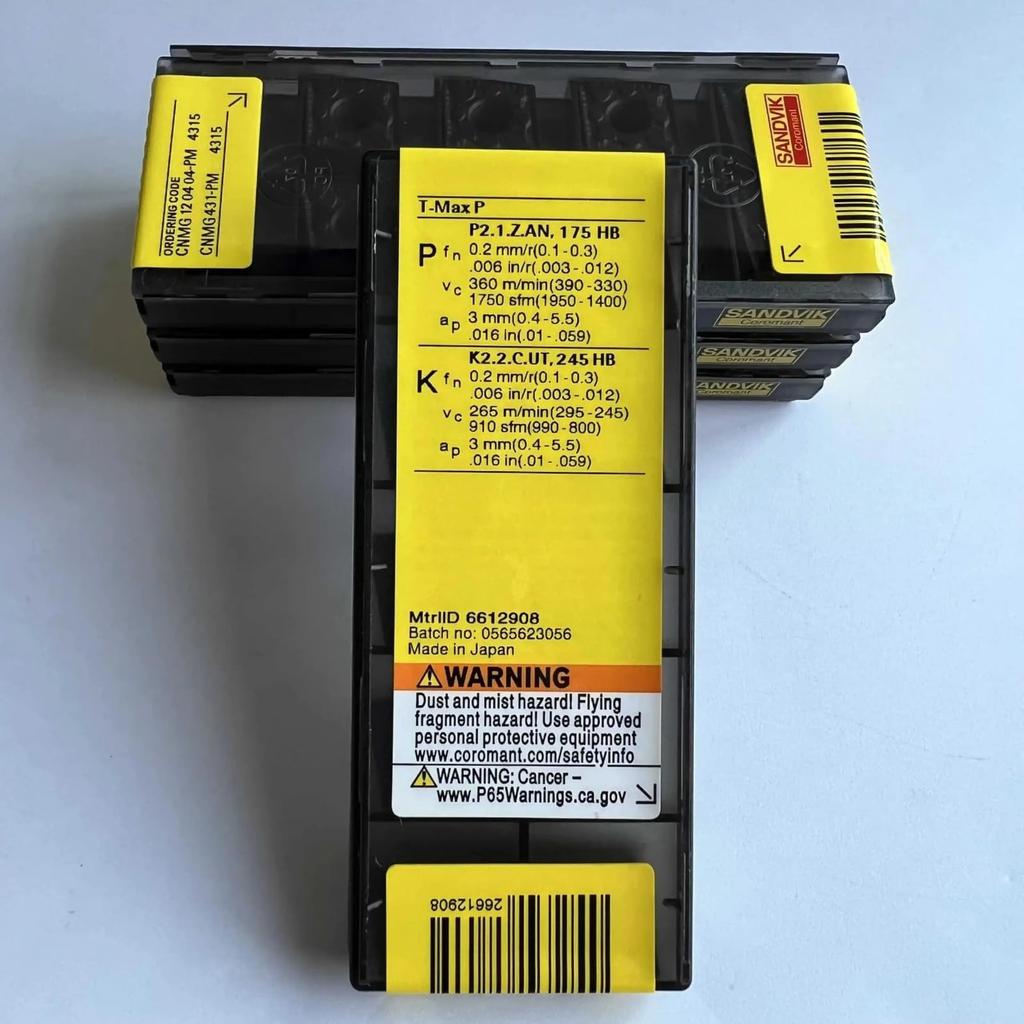 ORDERING CODE
CNMG 12 04 04-PM 4315
CNMG 431-PM 4315
SANDVIK
Coromant
SANDVIK
Coromant
SANDVIK
Coromant
ANDVIK
Coromant
T-Max P
P2.1.Z.AN, 175 HB
P fn 0.2 mm/r(0.1-0.3)
.006 in/r(.003-.012)
vc 360 m/min(390-330)
1750 sfm(1950-1400)
ap 3 mm(0.4-5.5)
.016 in(.01-.059)
K2.2.C.UT, 245 HB
K fn 0.2 mm/r(0.1-0.3)
.006 in/r(.003-.012)
vc 265 m/min(295-245)
910 sfm(990-800)
ap 3 mm(0.4-5.5)
.016 in(.01-.059)
MtrlID 6612908
Batch no: 0565623056
Made in Japan
WARNING
Dust and mist hazard! Flying
fragment hazard! Use approved
personal protective equipment
www.coromant.com/safetyinfo
WARNING: Cancer –
www.P65Warnings.ca.gov
26612908